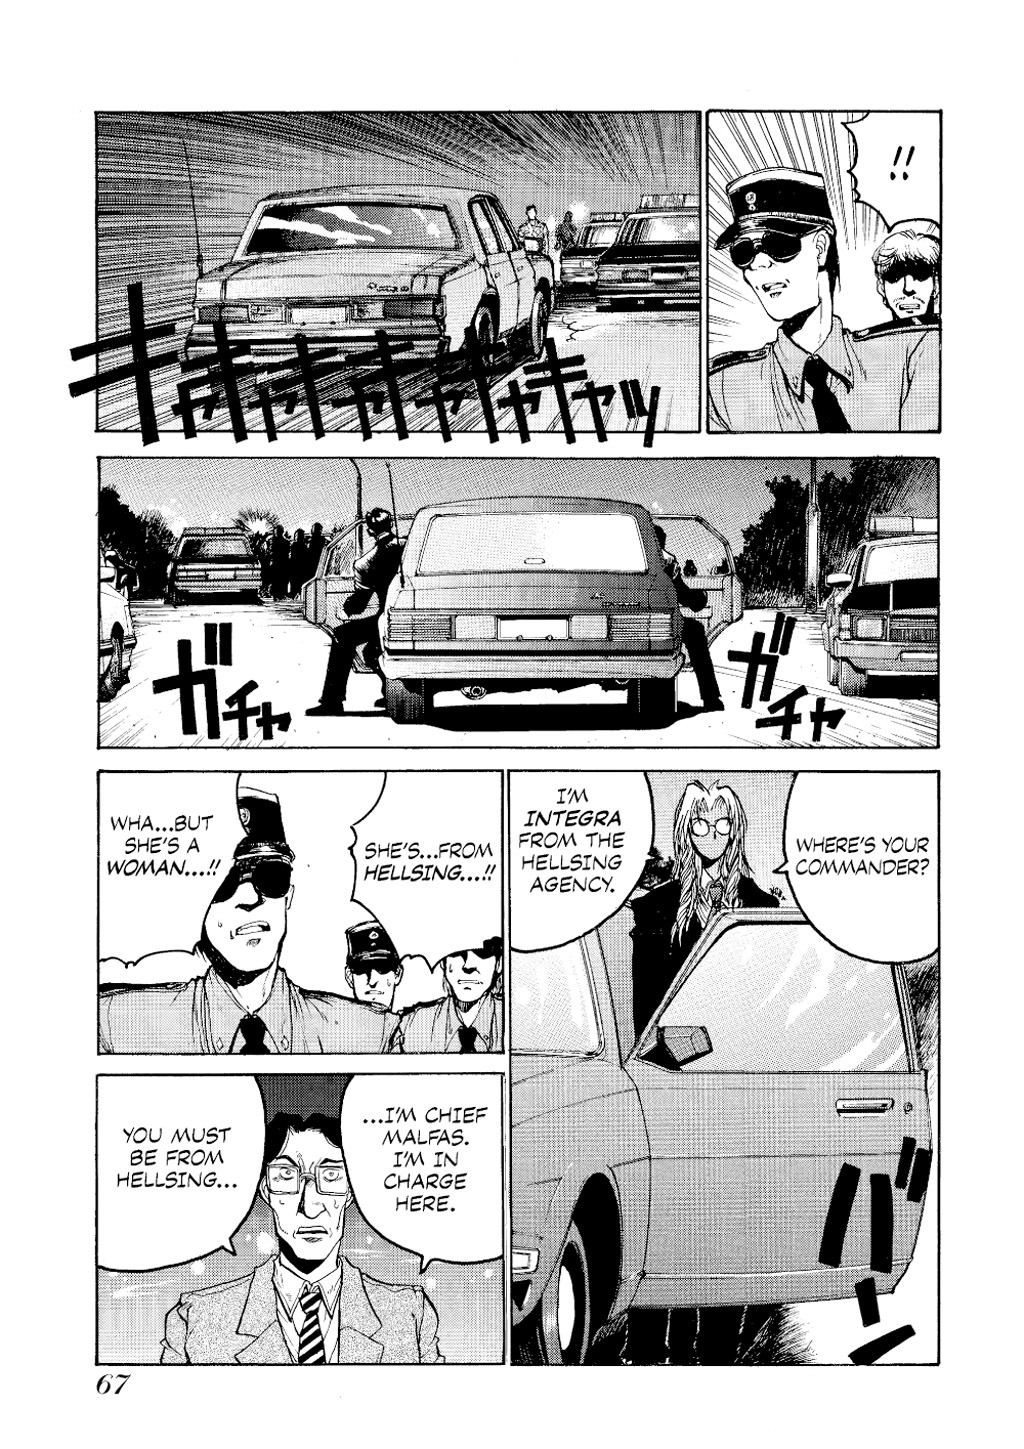 キャキャキャキャキャキャキャッ
!!
ガチャ
ガチャ
WHERE'S YOUR
COMMANDER?
I'M
INTEGRA
FROM THE
HELLSING
AGENCY.
SHE'S...FROM
HELLSING...!!
WHA...BUT
SHE'S A
WOMAN...!!
...I'M CHIEF
MALFAS.
I'M IN
CHARGE
HERE.
YOU MUST
BE FROM
HELLSING...
67